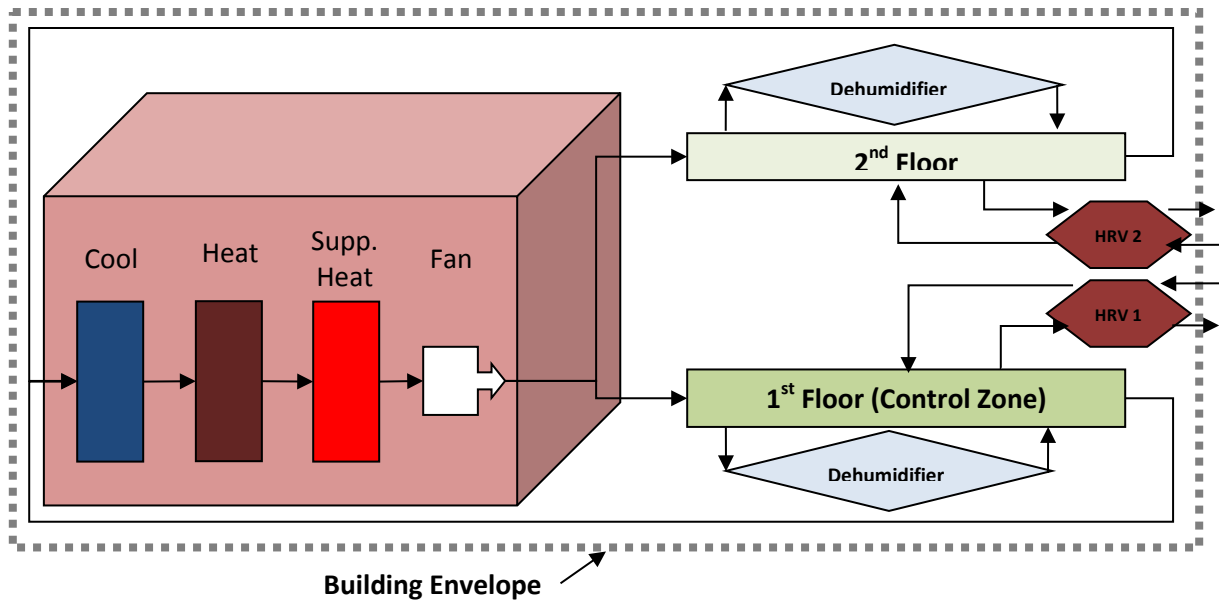 Dehumidifier
2nd Floor
HRV 2
Cool
Heat
Supp.
Heat
Fan
HRV 1
1st Floor (Control Zone)
Dehumidifier
Building Envelope